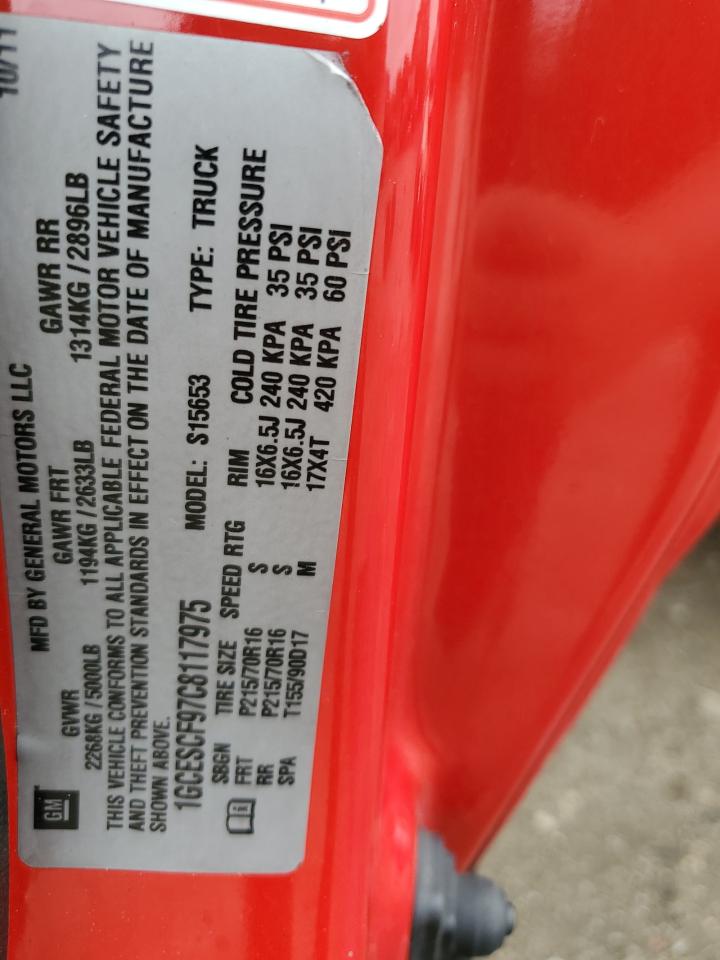 MFD BY GENERAL MOTORS LLC 10/11
GM
GVWR GAWR FRT GAWR RR
2268KG / 5000LB 1194KG / 2633LB 1314KG / 2896LB
THIS VEHICLE CONFORMS TO ALL APPLICABLE FEDERAL MOTOR VEHICLE SAFETY
AND THEFT PREVENTION STANDARDS IN EFFECT ON THE DATE OF MANUFACTURE
SHOWN ABOVE.
1GCESCF97C8117975 MODEL: S15653 TYPE: TRUCK
SBGN TIRE SIZE SPEED RTG RIM COLD TIRE PRESSURE
FRT P215/70R16 S 16X6.5J 240 KPA 35 PSI
RR P215/70R16 S 16X6.5J 240 KPA 35 PSI
SPA T155/90D17 M 17X4T 420 KPA 60 PSI